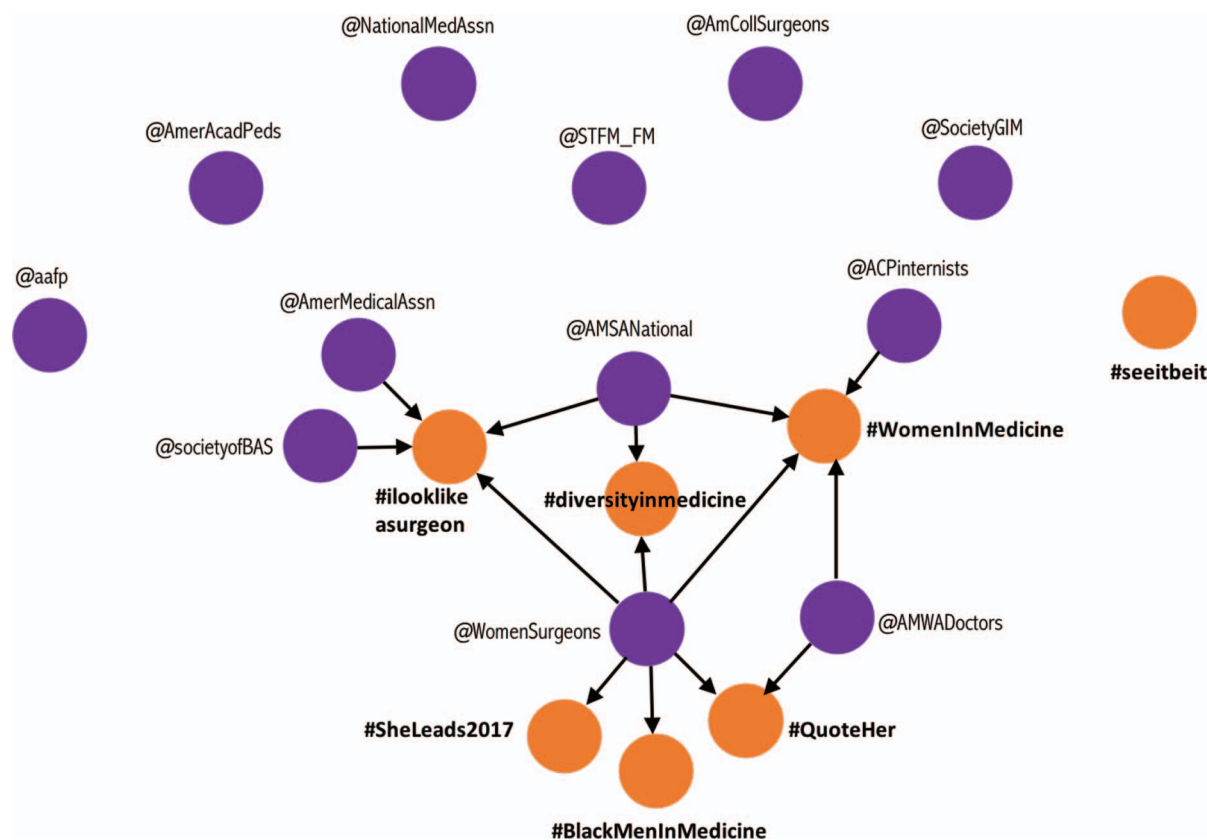 @NationalMedAssn
@AmCollSurgeons
@AmerAcadPeds
@STFM_FM
@SocietyGIM
@aafp
@AmerMedicalAssn
@AMSANational
@ACPinternists
#seeitbeit
@societyofBAS
#WomenInMedicine
#ilooklike
asurgeon
#diversityinmedicine
@WomenSurgeons
@AMWADoctors
#SheLeads2017
#QuoteHer
#BlackMenInMedicine